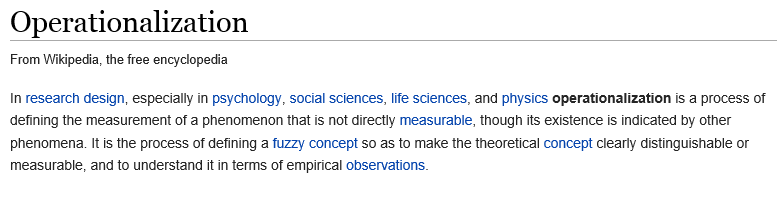 Operationalization
From Wikipedia, the free encyclopedia
In research design, especially in psychology, social sciences, life sciences, and physics operationalization is a process of
defining the measurement of a phenomenon that is not directly measurable, though its existence is indicated by other
phenomena. It is the process of defining a fuzzy concept so as to make the theoretical concept clearly distinguishable or
measurable, and to understand it in terms of empirical observations.